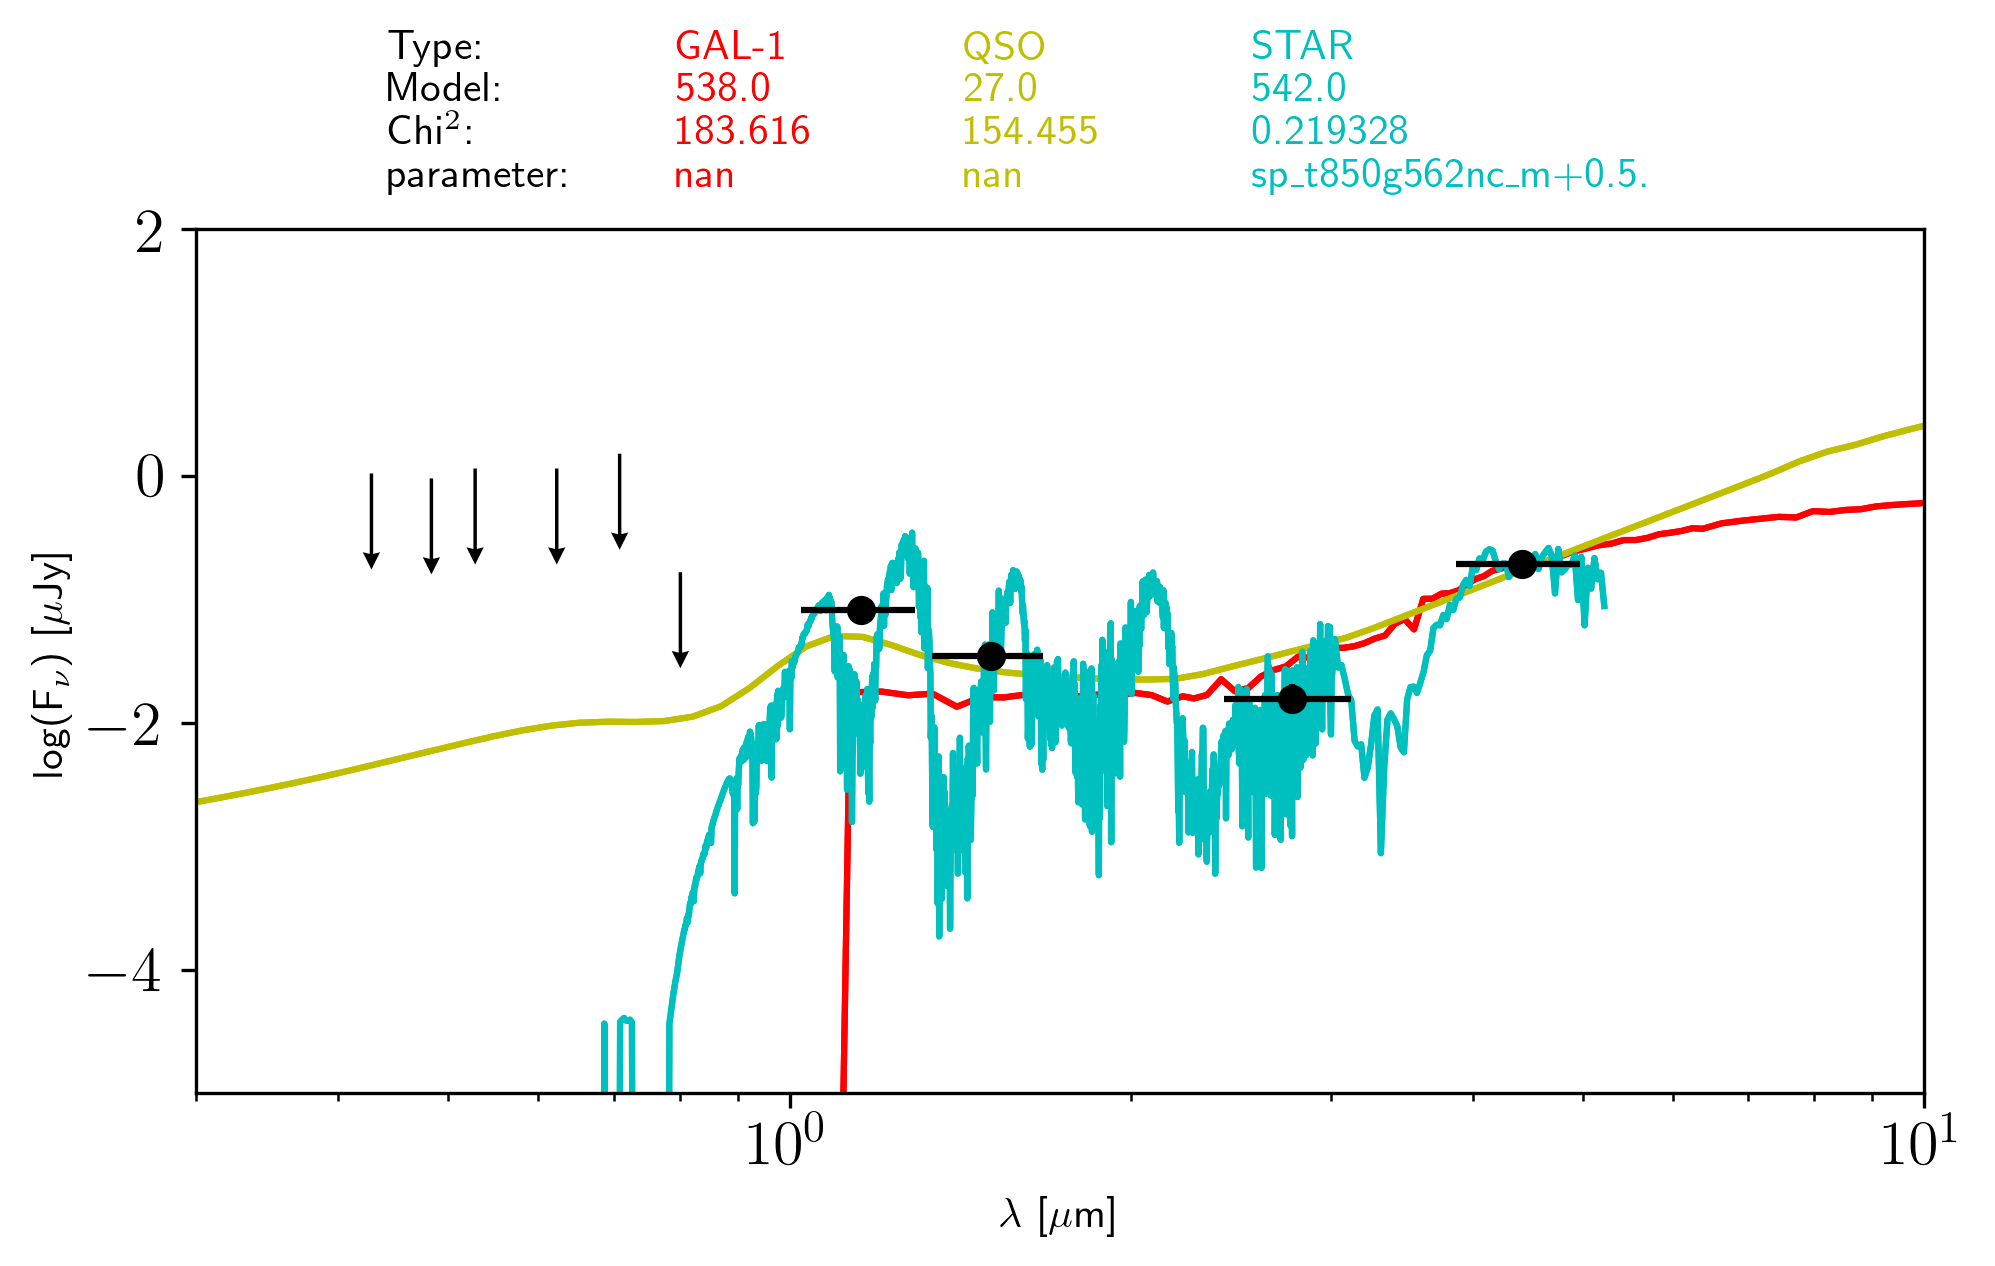 Type: GAL-1 QSO STAR
Model: 538.0 27.0 542.0
Chi²: 183.616 154.455 0.219328
parameter: nan nan sp_t850g562nc_m+0.5.
2
0
−2
−4
log(Fν) [μJy]
10⁰ 10¹
λ [μm]